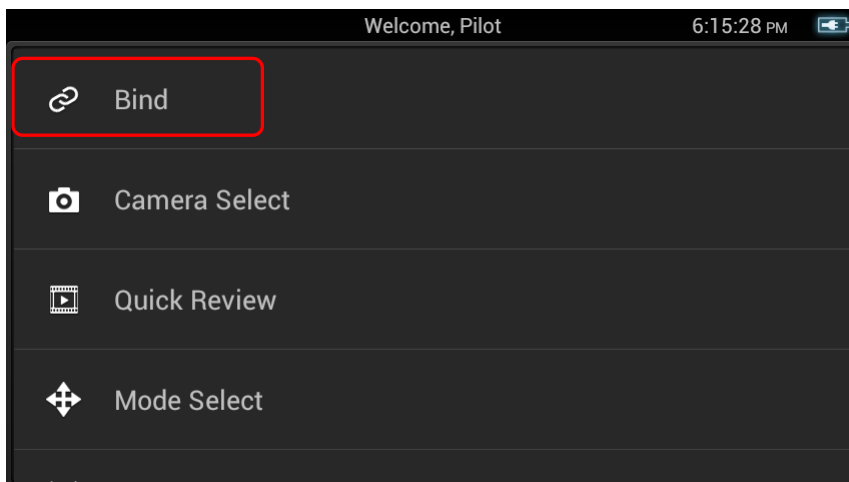 Welcome, Pilot 6:15:28 PM
Bind
Camera Select
Quick Review
Mode Select